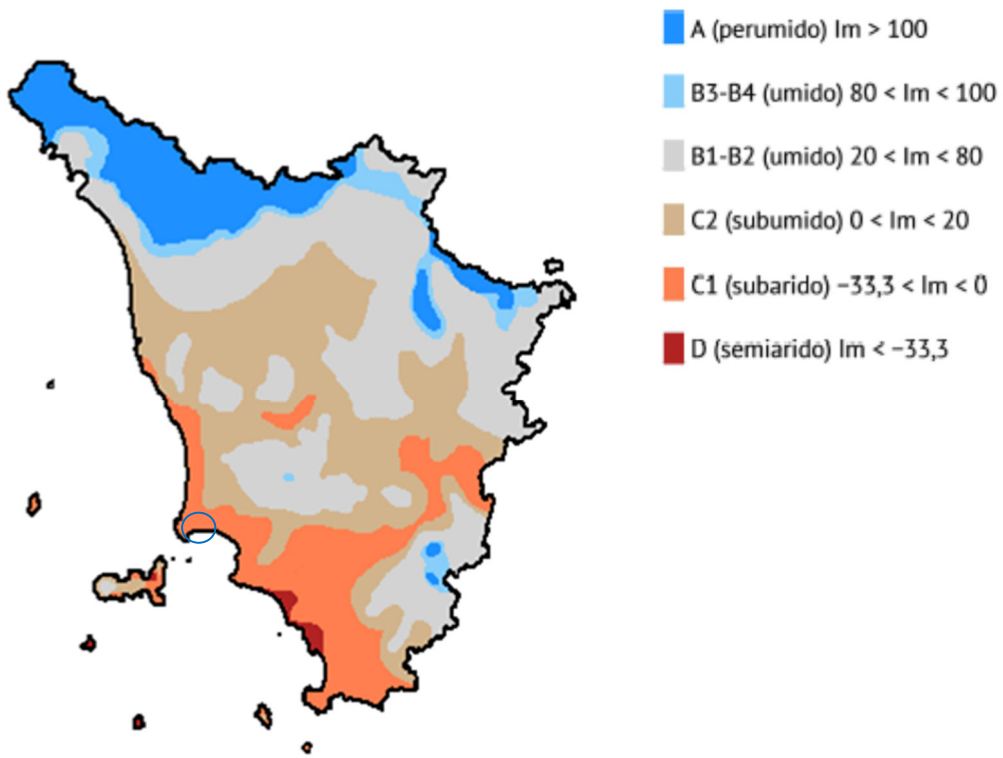 A (perumido) Im > 100
B3-B4 (umido) 80 < Im < 100
B1-B2 (umido) 20 < Im < 80
C2 (subumido) 0 < Im < 20
C1 (subarido) −33,3 < Im < 0
D (semiarido) Im < −33,3